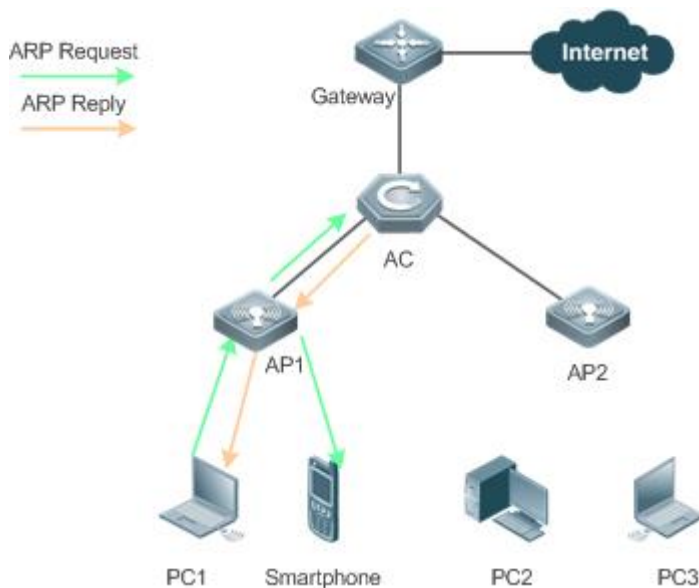 ARP Request
ARP Reply
Internet
Gateway
AC
AP1
AP2
PC1
Smartphone
PC2
PC3